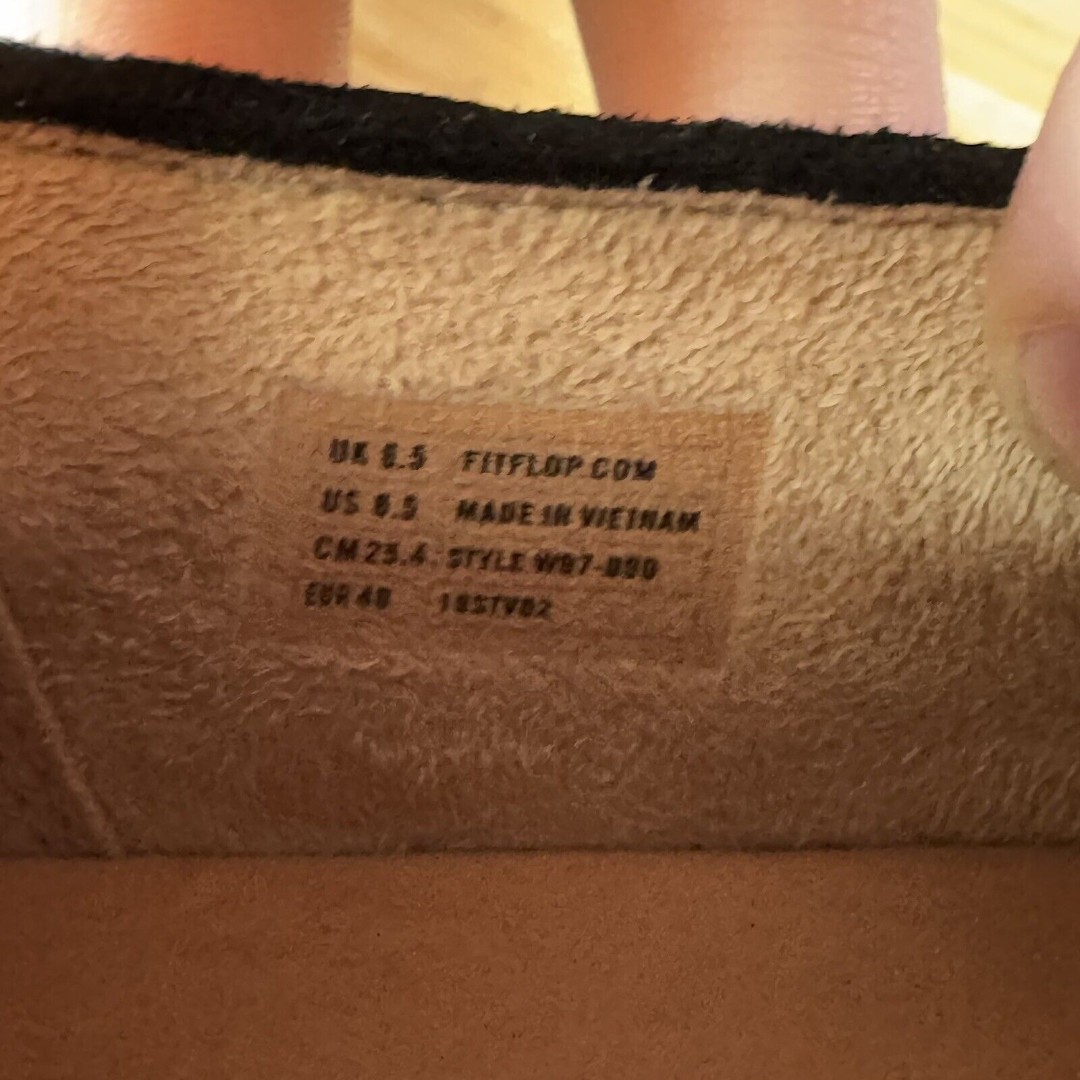 UK 6.5 FITFLOP.COM
US 8.5 MADE IN VIETNAM
CM 25.4 STYLE
EUR 40